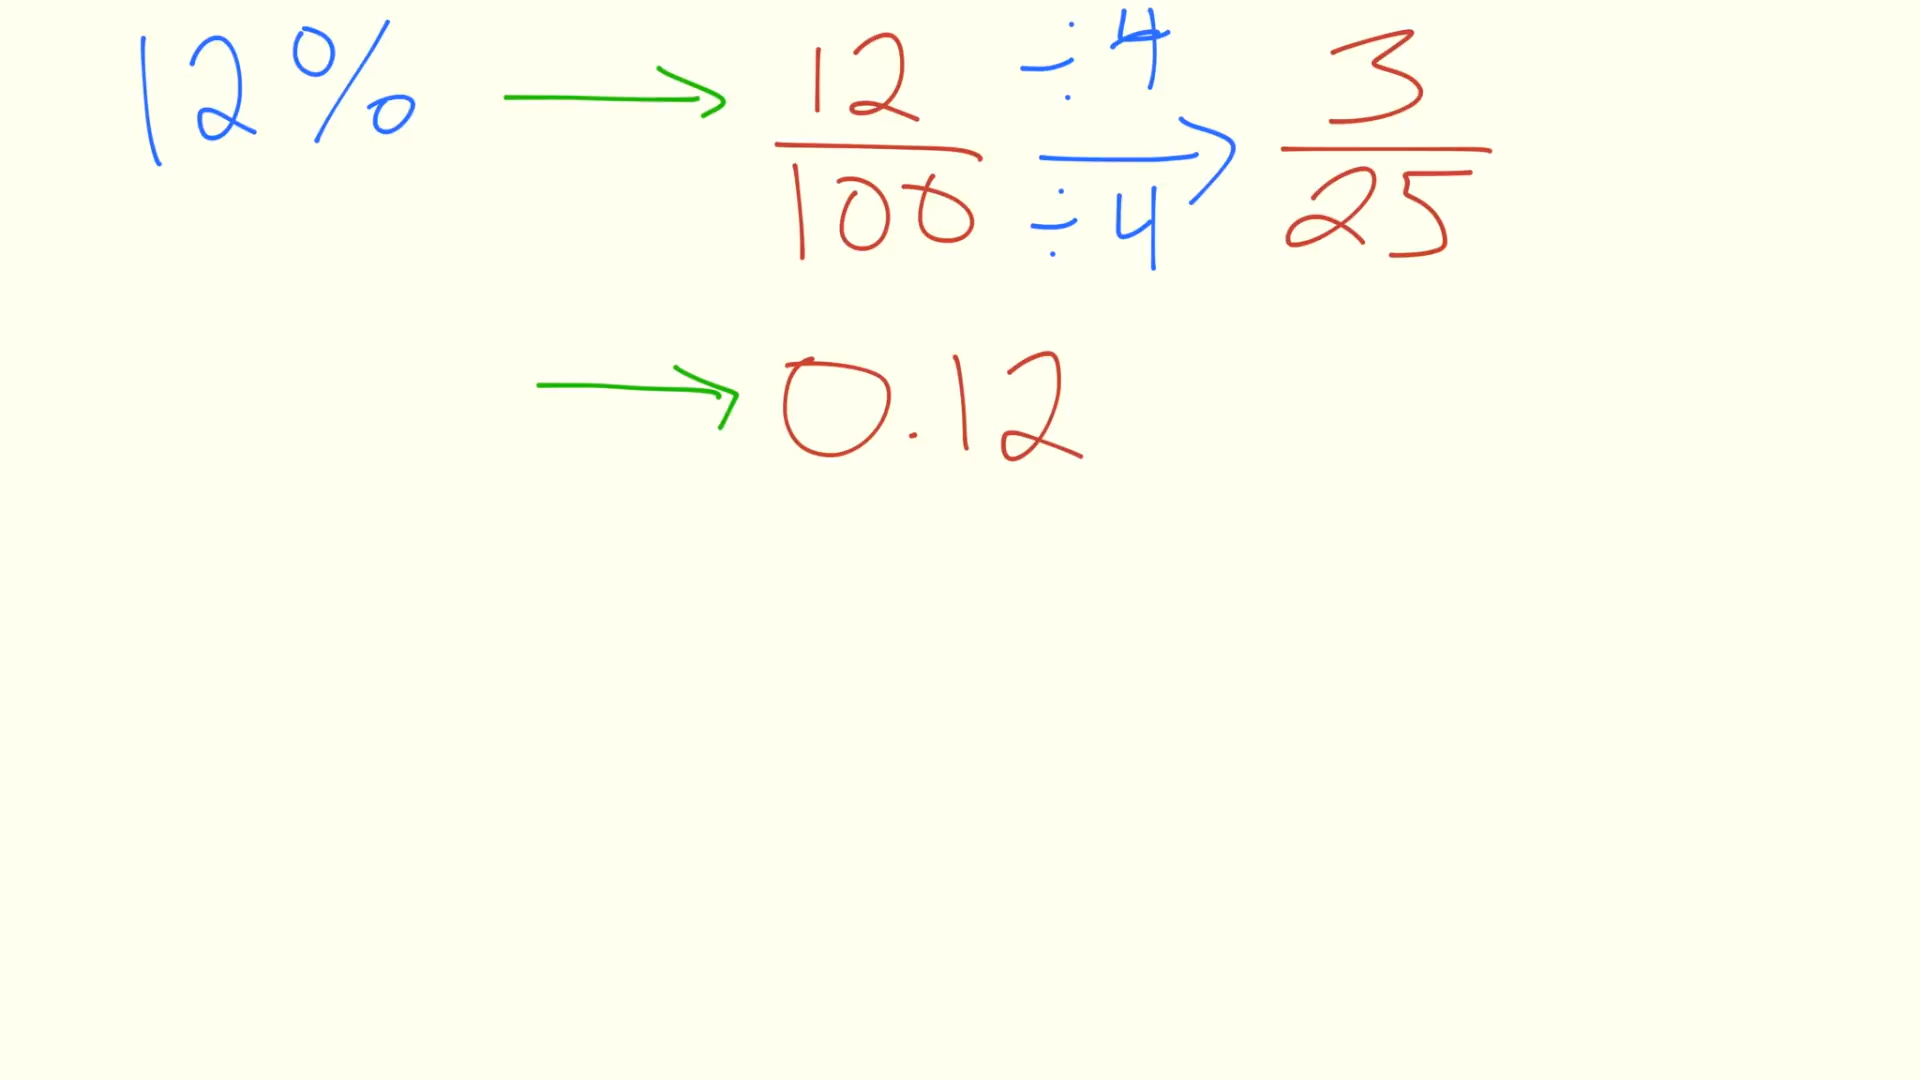 12% → 12/100 ÷4/÷4 → 3/25
→ 0.12